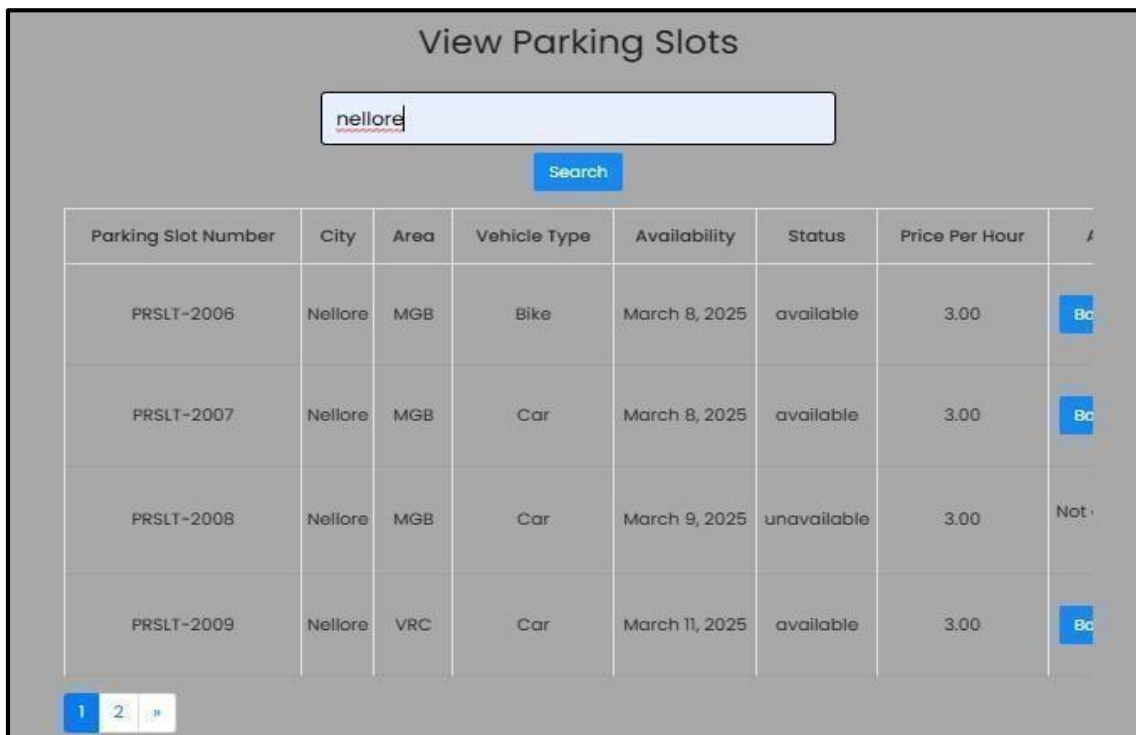 View Parking Slots
nellore
Search
Parking Slot Number City Area Vehicle Type Availability Status Price Per Hour
PRSLT-2006 Nellore MGB Bike March 8, 2025 available 3.00
PRSLT-2007 Nellore MGB Car March 8, 2025 available 3.00
PRSLT-2008 Nellore MGB Car March 9, 2025 unavailable 3.00 Not
PRSLT-2009 Nellore VRC Car March 11, 2025 available 3.00
1 2 »